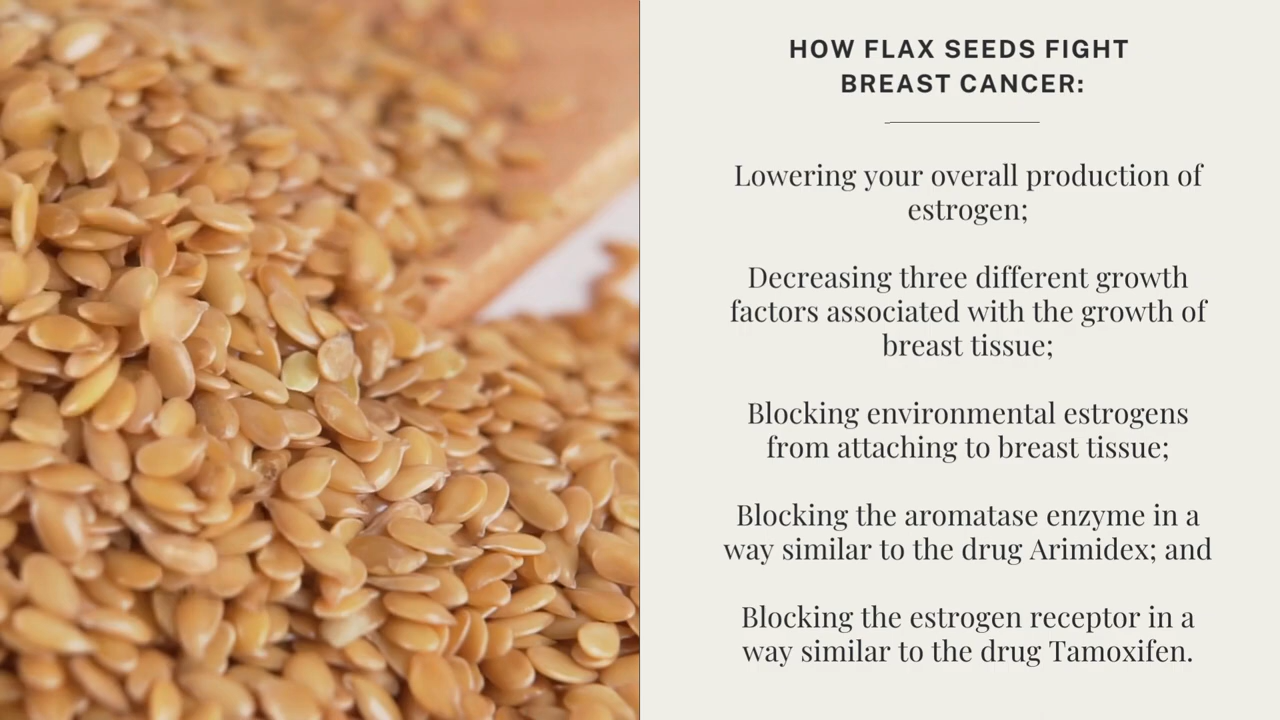 HOW FLAX SEEDS FIGHT
BREAST CANCER:
Lowering your overall production of
estrogen;
Decreasing three different growth
factors associated with the growth of
breast tissue;
Blocking environmental estrogens
from attaching to breast tissue;
Blocking the aromatase enzyme in a
way similar to the drug Arimidex; and
Blocking the estrogen receptor in a
way similar to the drug Tamoxifen.